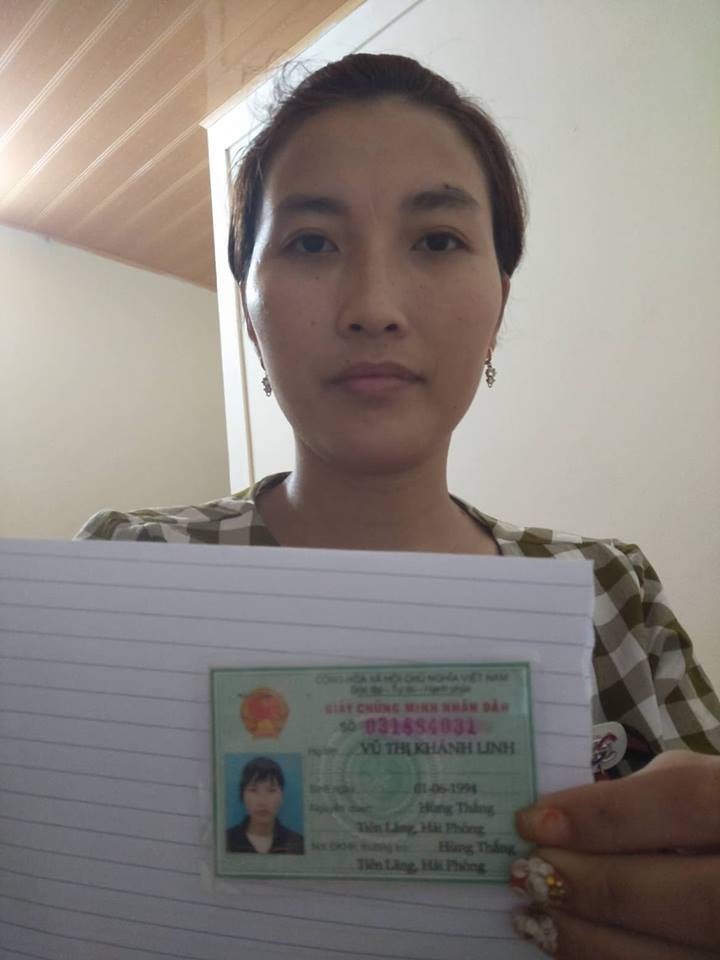 CỘNG HÒA XÃ HỘI CHỦ NGHĨA VIỆT NAM
Độc lập - Tự do - Hạnh phúc
GIẤY CHỨNG MINH NHÂN DÂN
SỐ 031884031
Họ tên VŨ THỊ KHÁNH LINH
Sinh ngày 01-06-1994
Nguyên quán Hùng Thắng
Tiên Lãng, Hải Phòng
Nơi ĐKHK thường trú Hùng Thắng
Tiên Lãng, Hải Phòng